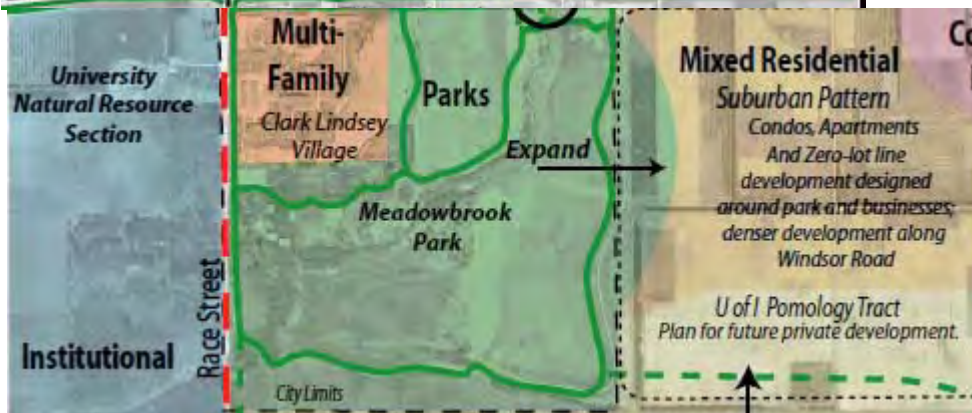 University
Natural Resource
Section
Institutional
Race Street
Multi-
Family
Clark Lindsey
Village
Parks
Expand
Meadowbrook
Park
City Limits
Mixed Residential
Suburban Pattern
Condos, Apartments
And Zero-lot line
development designed
around park and businesses;
denser development along
Windsor Road
U of I Pomology Tract
Plan for future private development.
Co